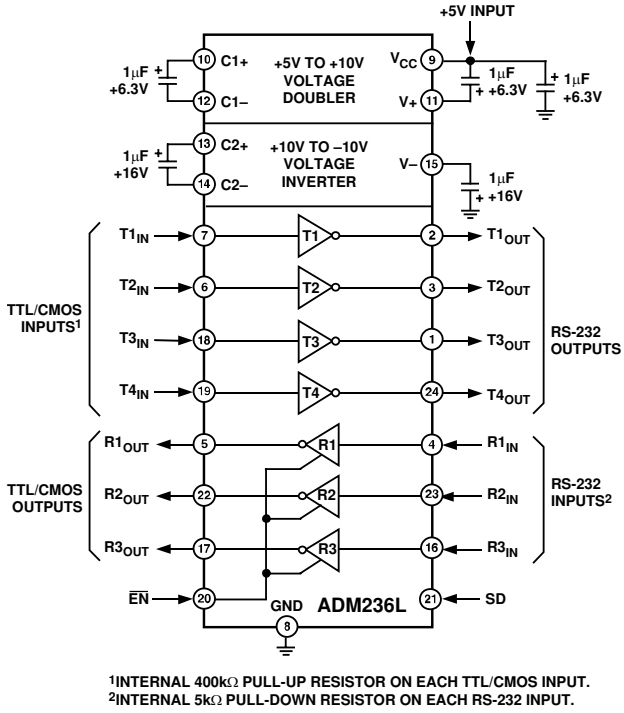 +5V INPUT
10 C1+ +5V TO +10V VCC 9
1µF + +6.3V VOLTAGE 1µF + +6.3V + 1µF +6.3V
12 C1– DOUBLER V+ 11
13 C2+ +10V TO –10V
1µF + +16V VOLTAGE V– 15
14 C2– INVERTER 1µF + +16V
T1IN 7 T1 2 T1OUT
T2IN 6 T2 3 T2OUT
TTL/CMOS INPUTS1
T3IN 18 T3 1 T3OUT
RS-232 OUTPUTS
T4IN 19 T4 24 T4OUT
R1OUT 5 R1 4 R1IN
TTL/CMOS OUTPUTS
R2OUT 22 R2 23 R2IN
RS-232 INPUTS2
R3OUT 17 R3 16 R3IN
EN 20 GND ADM236L 21 SD
8
1INTERNAL 400kΩ PULL-UP RESISTOR ON EACH TTL/CMOS INPUT.
2INTERNAL 5kΩ PULL-DOWN RESISTOR ON EACH RS-232 INPUT.